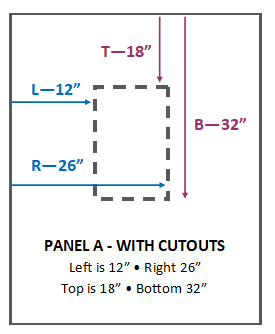 T—18”
L—12”
B—32”
R—26”
PANEL A - WITH CUTOUTS
Left is 12” • Right 26”
Top is 18” • Bottom 32”